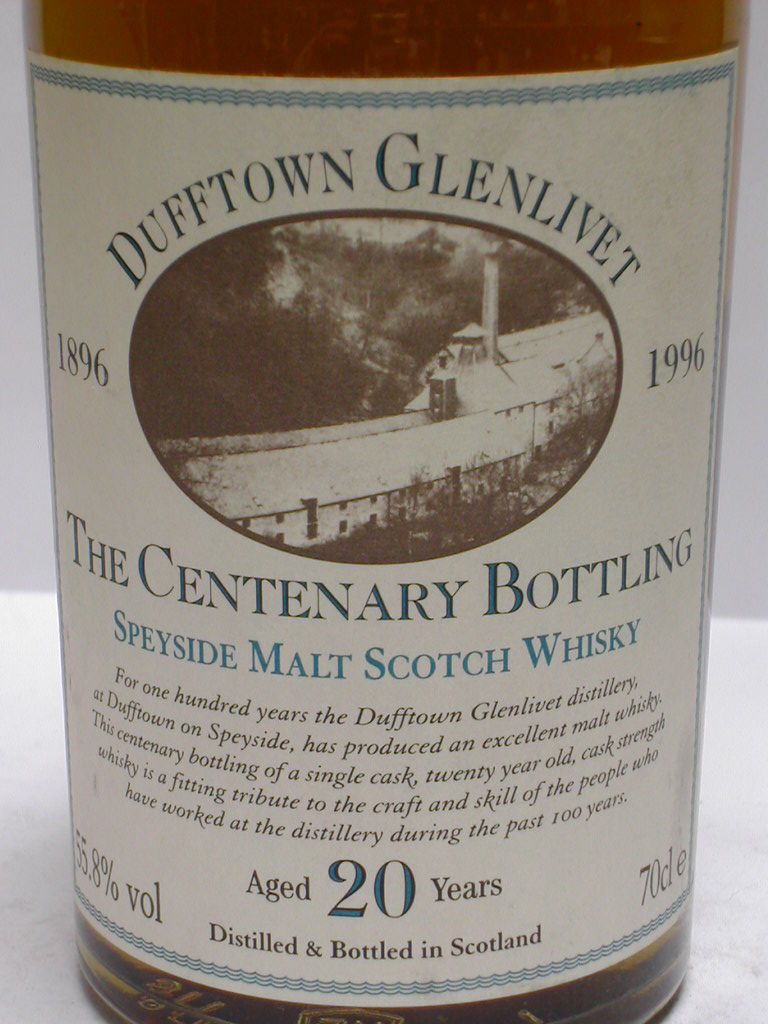 DUFFTOWN GLENLIVET
1896
1996
THE CENTENARY BOTTLING
SPEYSIDE MALT SCOTCH WHISKY
For one hundred years the Dufftown Glenlivet distillery,
at Dufftown on Speyside, has produced an excellent malt whisky.
This centenary bottling of a single cask, twenty year old, cask strength
whisky is a fitting tribute to the craft and skill of the people who
have worked at the distillery during the past 100 years.
55.8% vol
Aged 20 Years
70cl e
Distilled & Bottled in Scotland